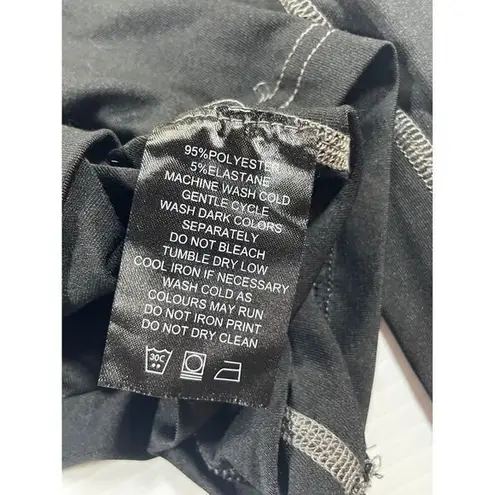 95%POLYESTER
5%ELASTANE
MACHINE WASH COLD
GENTLE CYCLE
WASH DARK COLORS
SEPARATELY
DO NOT BLEACH
TUMBLE DRY LOW
COOL IRON IF NECESSARY
WASH COLD AS
COLOURS MAY RUN
DO NOT IRON PRINT
DO NOT DRY CLEAN
30C